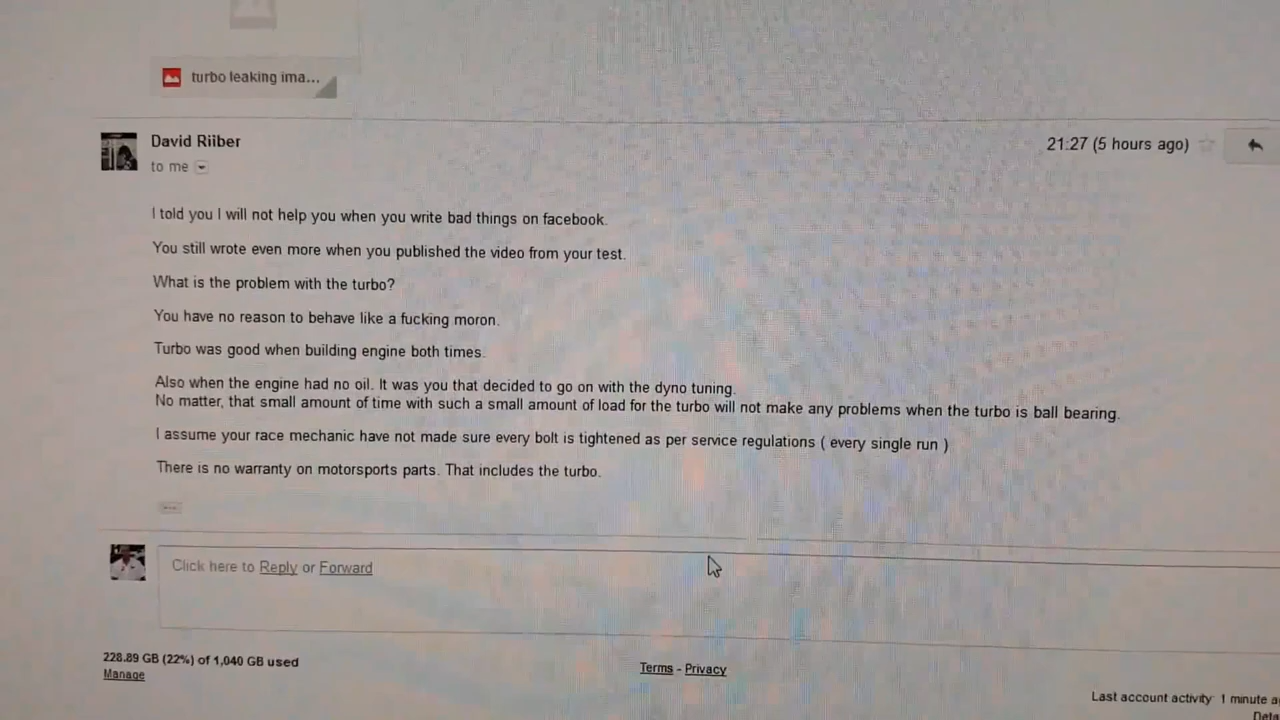 turbo leaking ima...
David Riiber
21:27 (5 hours ago)
to me
I told you I will not help you when you write bad things on facebook.
You still wrote even more when you published the video from your test.
What is the problem with the turbo?
You have no reason to behave like a fucking moron.
Turbo was good when building engine both times.
Also when the engine had no oil. It was you that decided to go on with the dyno tuning.
No matter, that small amount of time with such a small amount of load for the turbo will not make any problems when the turbo is ball bearing.
I assume your race mechanic have not made sure every bolt is tightened as per service regulations ( every single run )
There is no warranty on motorsports parts. That includes the turbo.
...
Click here to Reply or Forward
228.89 GB (22%) of 1,040 GB used
Manage
Terms - Privacy
Last account activity: 1 minute a
Deta